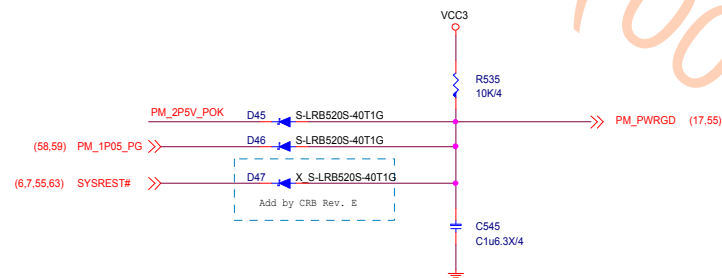 VCC3
R535
10K/4
PM_2P5V_POK D45 S-LRB520S-40T1G
PM_PWRGD (17,55)
(58,59) PM_1P05_PG D46 S-LRB520S-40T1G
(6,7,55,63) SYSREST# D47 X_S-LRB520S-40T1G
Add by CRB Rev. E
C545
C1u6.3X/4